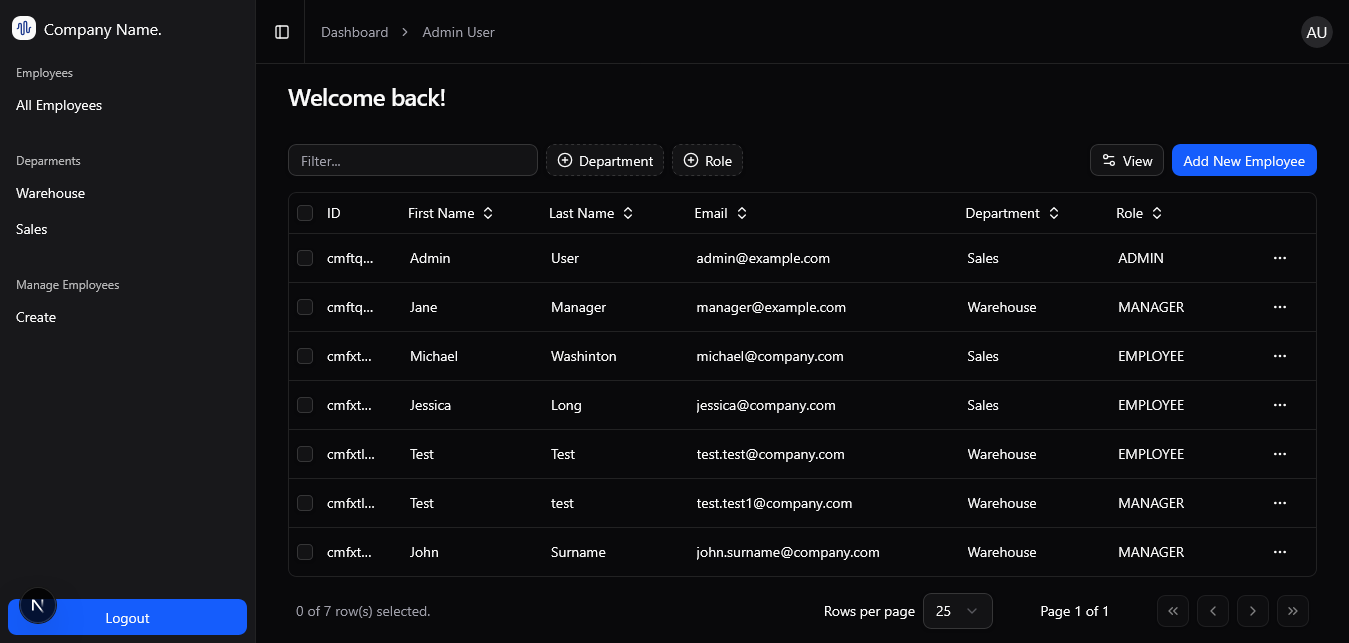 Company Name.
Dashboard > Admin User
AU
Employees
All Employees
Deparments
Warehouse
Sales
Manage Employees
Create
N
Logout
Welcome back!
Filter...
Department
Role
View
Add New Employee
ID First Name Last Name Email Department Role
cmftq... Admin User admin@example.com Sales ADMIN ...
cmftq... Jane Manager manager@example.com Warehouse MANAGER ...
cmfxt... Michael Washinton michael@company.com Sales EMPLOYEE ...
cmfxt... Jessica Long jessica@company.com Sales EMPLOYEE ...
cmfxtl... Test Test test.test@company.com Warehouse EMPLOYEE ...
cmfxtl... Test test test.test1@company.com Warehouse MANAGER ...
cmfxt... John Surname john.surname@company.com Warehouse MANAGER ...
0 of 7 row(s) selected.
Rows per page 25
Page 1 of 1